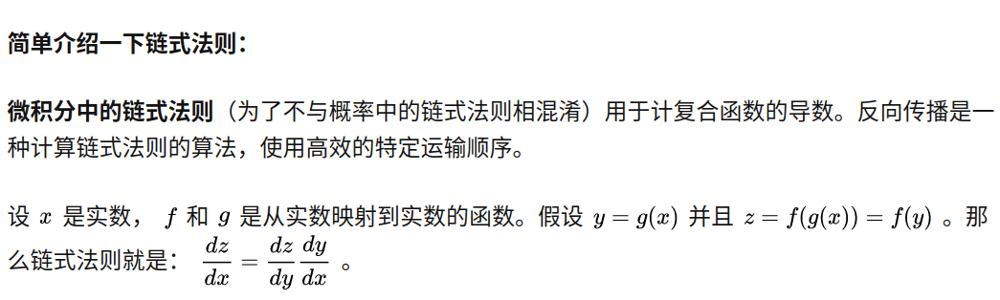 简单介绍一下链式法则：
微积分中的链式法则（为了不与概率中的链式法则相混淆）用于计复合函数的导数。反向传播是一
种计算链式法则的算法，使用高效的特定运输顺序。
设 x 是实数， f 和 g 是从实数映射到实数的函数。假设 y = g(x) 并且 z = f(g(x)) = f(y) 。那
么链式法则就是： \frac{dz}{dx} = \frac{dz}{dy}\frac{dy}{dx} 。